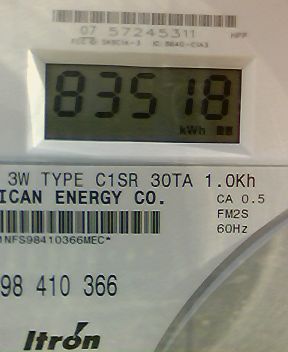 07 57245311
83518
kWh
3W TYPE C1SR 30TA 1.0Kh
ICAN ENERGY CO.
CA 0.5
FM2S
60Hz
1NFS98410366MEC*
98 410 366
Itron